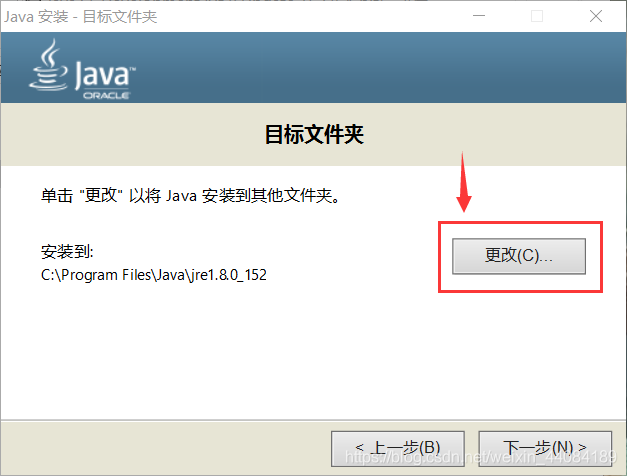 Java 安装 - 目标文件夹
Java™
ORACLE
目标文件夹
单击 "更改" 以将 Java 安装到其他文件夹。
安装到:
C:\Program Files\Java\jre1.8.0_152
更改(C)...
< 上一步(B)
下一步(N) >
https://blog.csdn.net/weixin_44084189